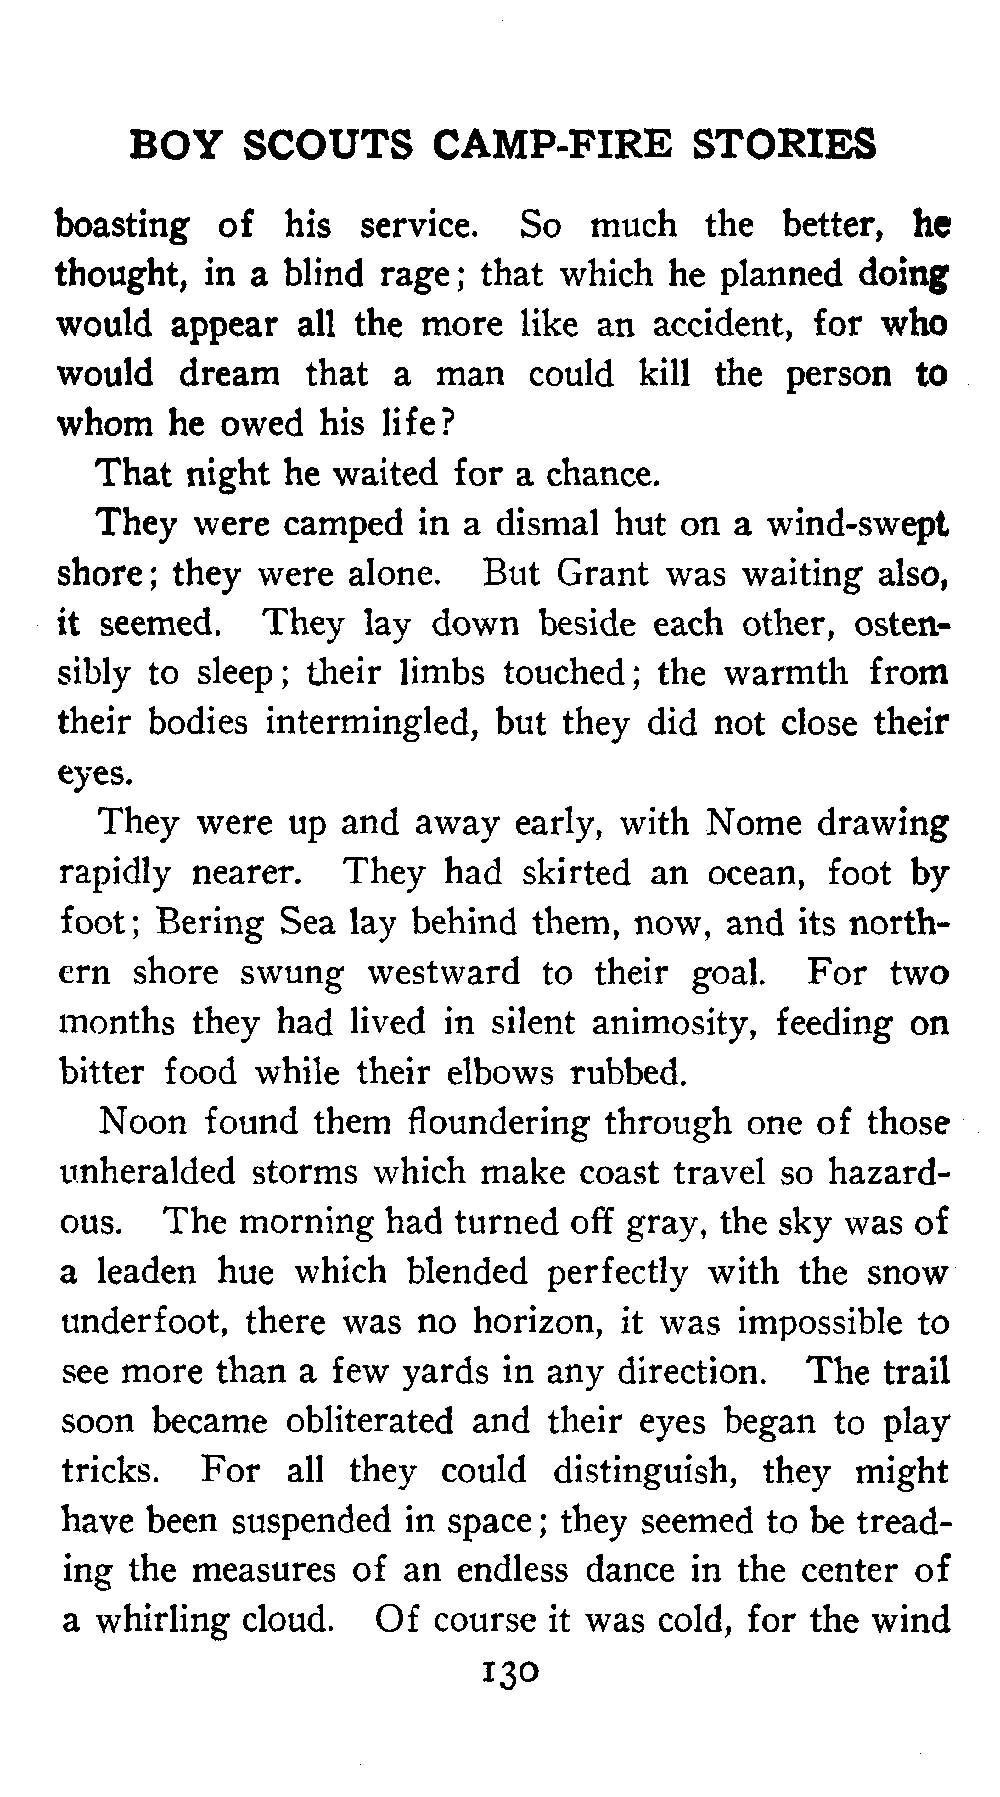 BOY SCOUTS CAMP-FIRE STORIES
boasting of his service. So much the better, he
thought, in a blind rage; that which he planned doing
would appear all the more like an accident, for who
would dream that a man could kill the person to
whom he owed his life?
That night he waited for a chance.
They were camped in a dismal hut on a wind-swept
shore; they were alone. But Grant was waiting also,
it seemed. They lay down beside each other, osten-
sibly to sleep; their limbs touched; the warmth from
their bodies intermingled, but they did not close their
eyes.
They were up and away early, with Nome drawing
rapidly nearer. They had skirted an ocean, foot by
foot; Bering Sea lay behind them, now, and its north-
ern shore swung westward to their goal. For two
months they had lived in silent animosity, feeding on
bitter food while their elbows rubbed.
Noon found them floundering through one of those
unheralded storms which make coast travel so hazard-
ous. The morning had turned off gray, the sky was of
a leaden hue which blended perfectly with the snow
underfoot, there was no horizon, it was impossible to
see more than a few yards in any direction. The trail
soon became obliterated and their eyes began to play
tricks. For all they could distinguish, they might
have been suspended in space; they seemed to be tread-
ing the measures of an endless dance in the center of
a whirling cloud. Of course it was cold, for the wind
130